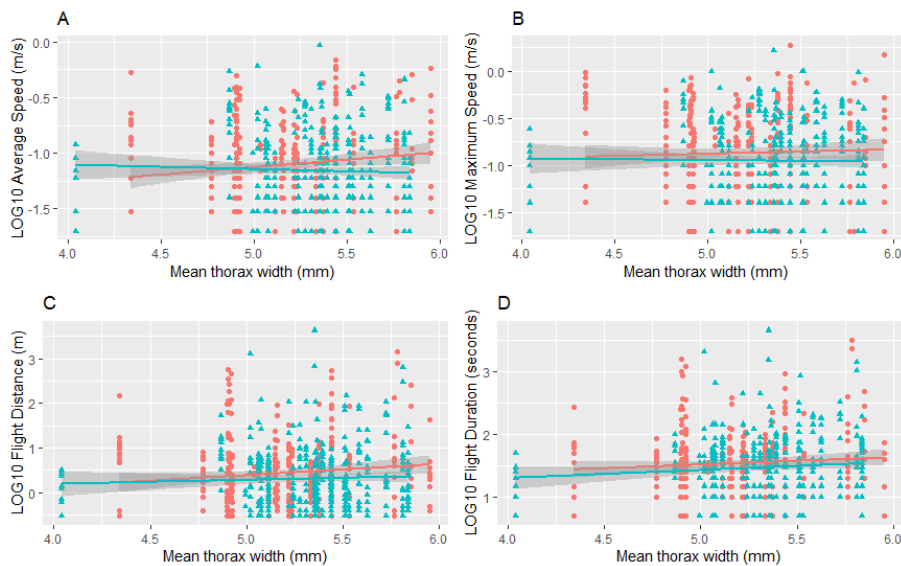 A
LOG10 Average Speed (m/s)
0.0
-0.5
-1.0
-1.5
4.0 4.5 5.0 5.5 6.0
Mean thorax width (mm)
B
LOG10 Maximum Speed (m/s)
0.0
-0.5
-1.0
-1.5
4.0 4.5 5.0 5.5 6.0
Mean thorax width (mm)
C
LOG10 Flight Distance (m)
3
2
1
0
4.0 4.5 5.0 5.5 6.0
Mean thorax width (mm)
D
LOG10 Flight Duration (seconds)
3
2
1
4.0 4.5 5.0 5.5 6.0
Mean thorax width (mm)